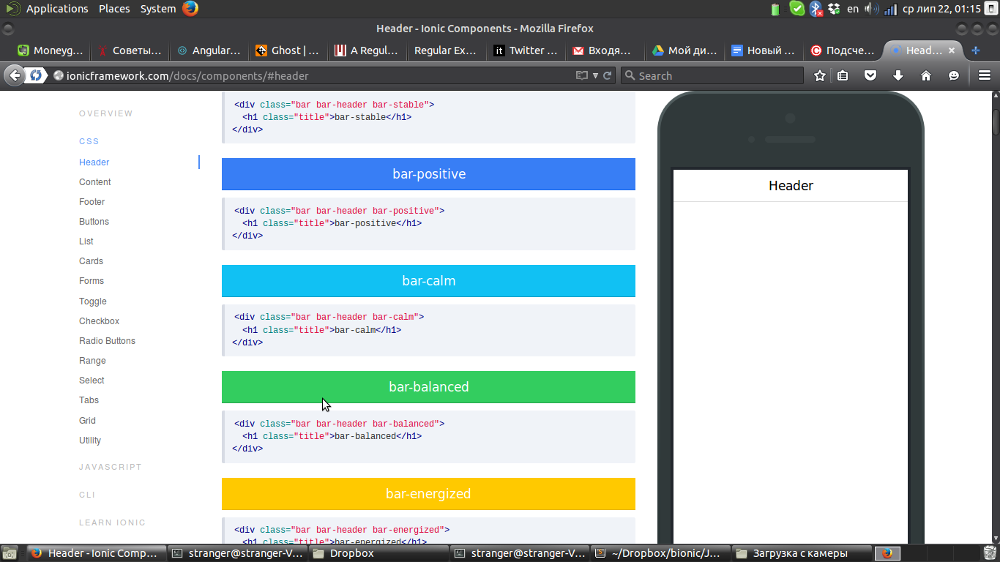 Applications Places System en ср лип 22, 01:15
Header - Ionic Components - Mozilla Firefox
Moneyg... Советы... Angular... Ghost | ... A Regul... Regular Ex... Twitter ... Входя... Мой ди... Новый ... Подсче... Head...
ionicframework.com/docs/components/#header Search
OVERVIEW
CSS
Header
Content
Footer
Buttons
List
Cards
Forms
Toggle
Checkbox
Radio Buttons
Range
Select
Tabs
Grid
Utility
JAVASCRIPT
CLI
LEARN IONIC
<div class="bar bar-header bar-stable">
<h1 class="title">bar-stable</h1>
</div>
bar-positive
<div class="bar bar-header bar-positive">
<h1 class="title">bar-positive</h1>
</div>
bar-calm
<div class="bar bar-header bar-calm">
<h1 class="title">bar-calm</h1>
</div>
bar-balanced
<div class="bar bar-header bar-balanced">
<h1 class="title">bar-balanced</h1>
</div>
bar-energized
<div class="bar bar-header bar-energized">
<h1 class="title">bar-energized</h1>
Header
Header - Ionic Comp... stranger@stranger-V... Dropbox stranger@stranger-V... ~/Dropbox/bionic/J... Загрузка с камеры